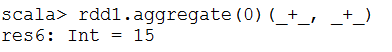 scala> rdd1.aggregate(0)(_+_, _+_)
res6: Int = 15